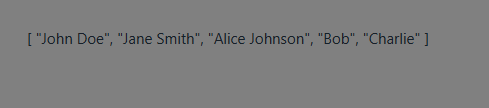 [ "John Doe", "Jane Smith", "Alice Johnson", "Bob", "Charlie" ]